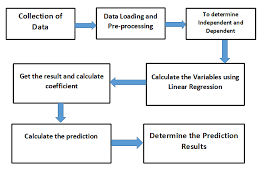 Collection of
Data
Data Loading and
Pre-processing
To determine
Independent and
Dependent
Get the result and calculate
coefficient
Calculate the Variables using
Linear Regression
Calculate the prediction
Determine the Prediction
Results